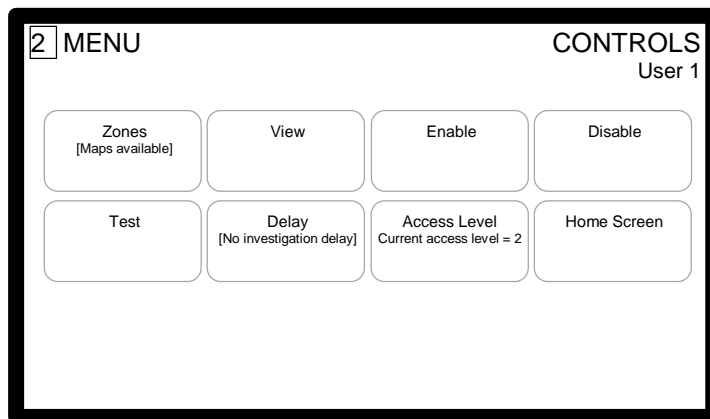 2 MENU CONTROLS
User 1
Zones View Enable Disable
[Maps available]
Test Delay Access Level Home Screen
[No investigation delay] Current access level = 2